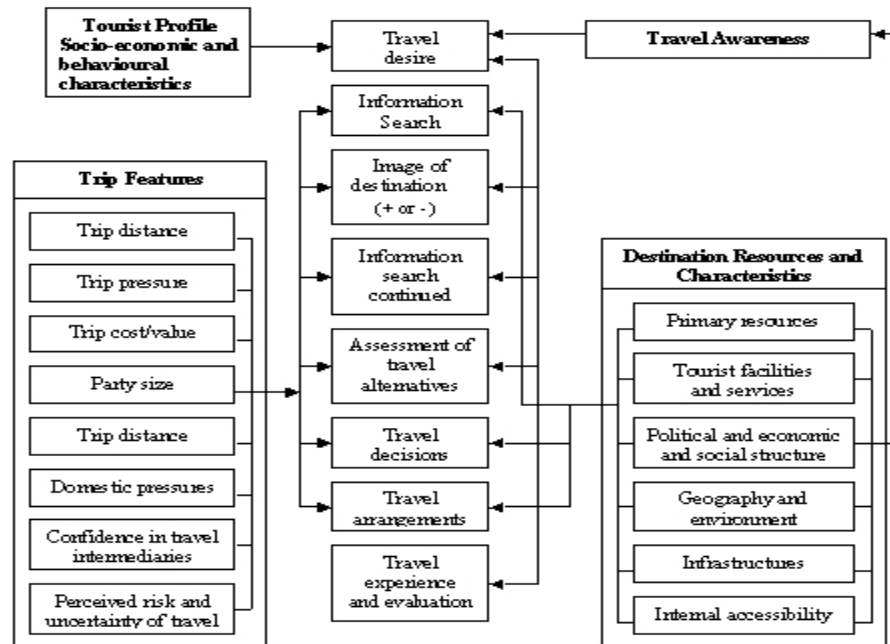 Tourist Profile
Socio-economic and
behavioural
characteristics
Travel
desire
Travel Awareness
Information
Search
Image of
destination
(+ or -)
Information
search
continued
Assessment of
travel
alternatives
Travel
decisions
Travel
arrangements
Travel
experience
and evaluation
Trip Features
Trip distance
Trip pressure
Trip cost/value
Party size
Trip distance
Domestic pressures
Confidence in travel
intermediaries
Perceived risk and
uncertainty of travel
Destination Resources and
Characteristics
Primary resources
Tourist facilities
and services
Political and economic
and social structure
Geography and
environment
Infrastructures
Internal accessibility